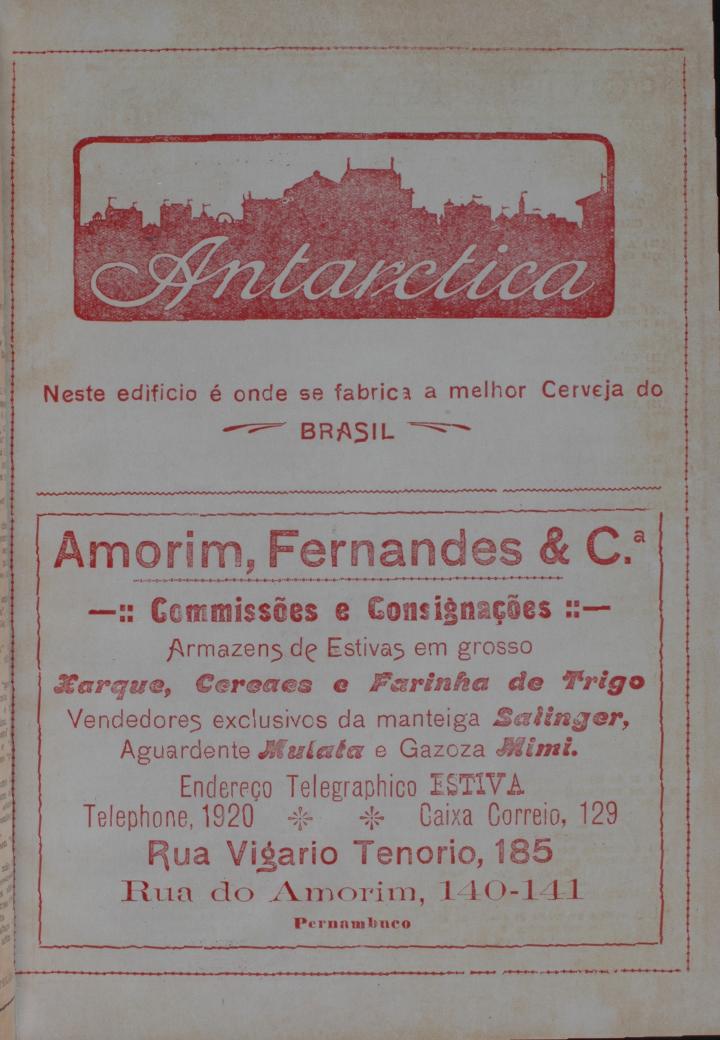 Antarctica
Neste edificio é onde se fabrica a melhor Cerveja do
BRASIL
Amorim, Fernandes & C.ª
—:: Commissões e Consignações ::—
Armazens de Estivas em grosso
Xarque, Cereaes e Farinha de Trigo
Vendedores exclusivos da manteiga Salinger,
Aguardente Mulata e Gazoza Mimi.
Endereço Telegraphico ESTIVA
Telephone, 1920 Caixa Correio, 129
Rua Vigario Tenorio, 185
Rua do Amorim, 140-141
Pernambuco